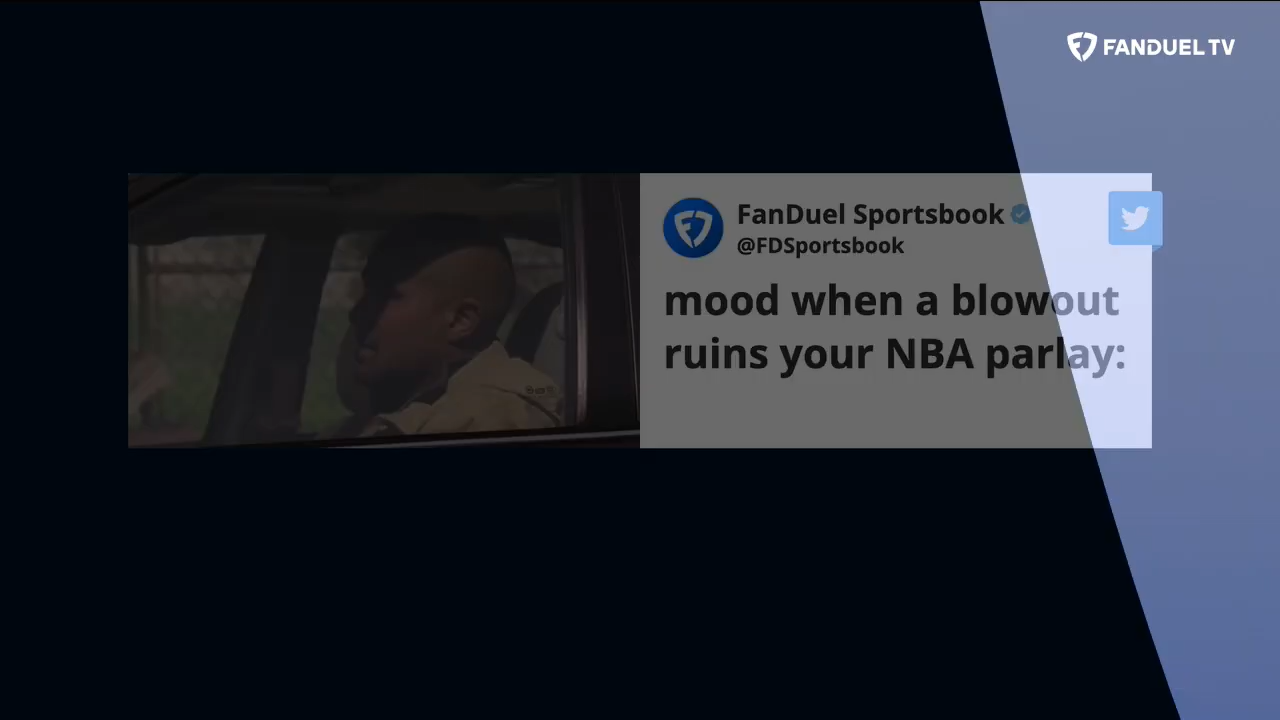 FANDUEL TV
FanDuel Sportsbook
@FDSportsbook
mood when a blowout
ruins your NBA parlay: